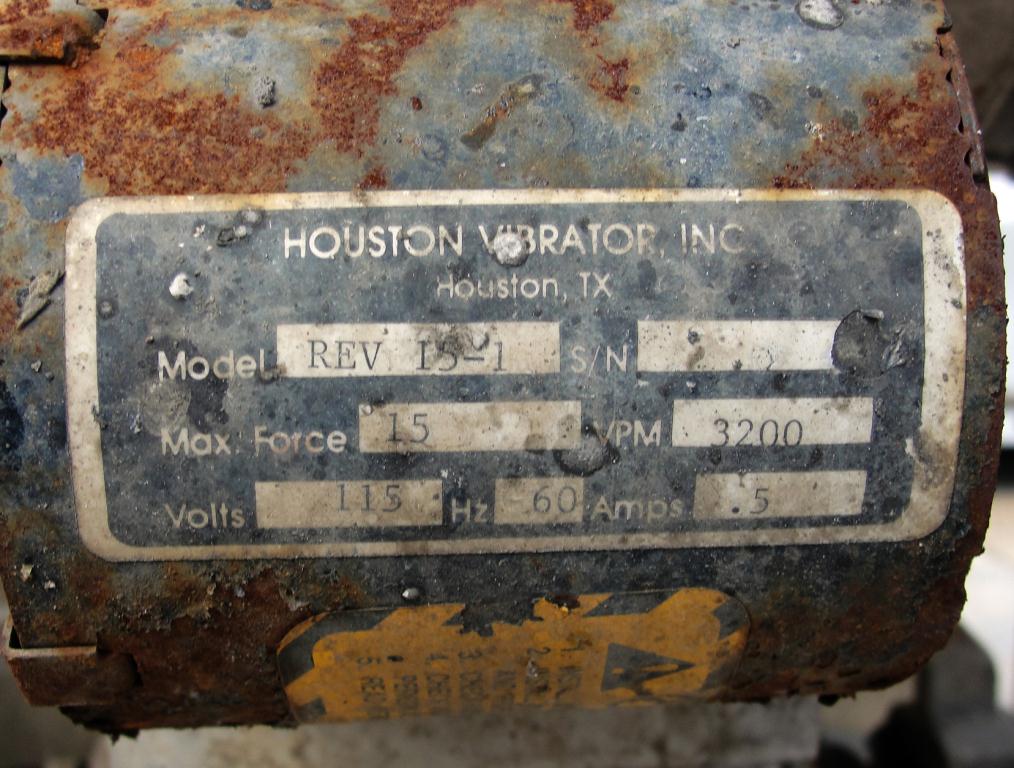 HOUSTON VIBRATOR, INC
Houston, TX
Model REV 15-1 S/N
Max. Force 15 VPM 3200
Volts 115 Hz 60 Amps .5